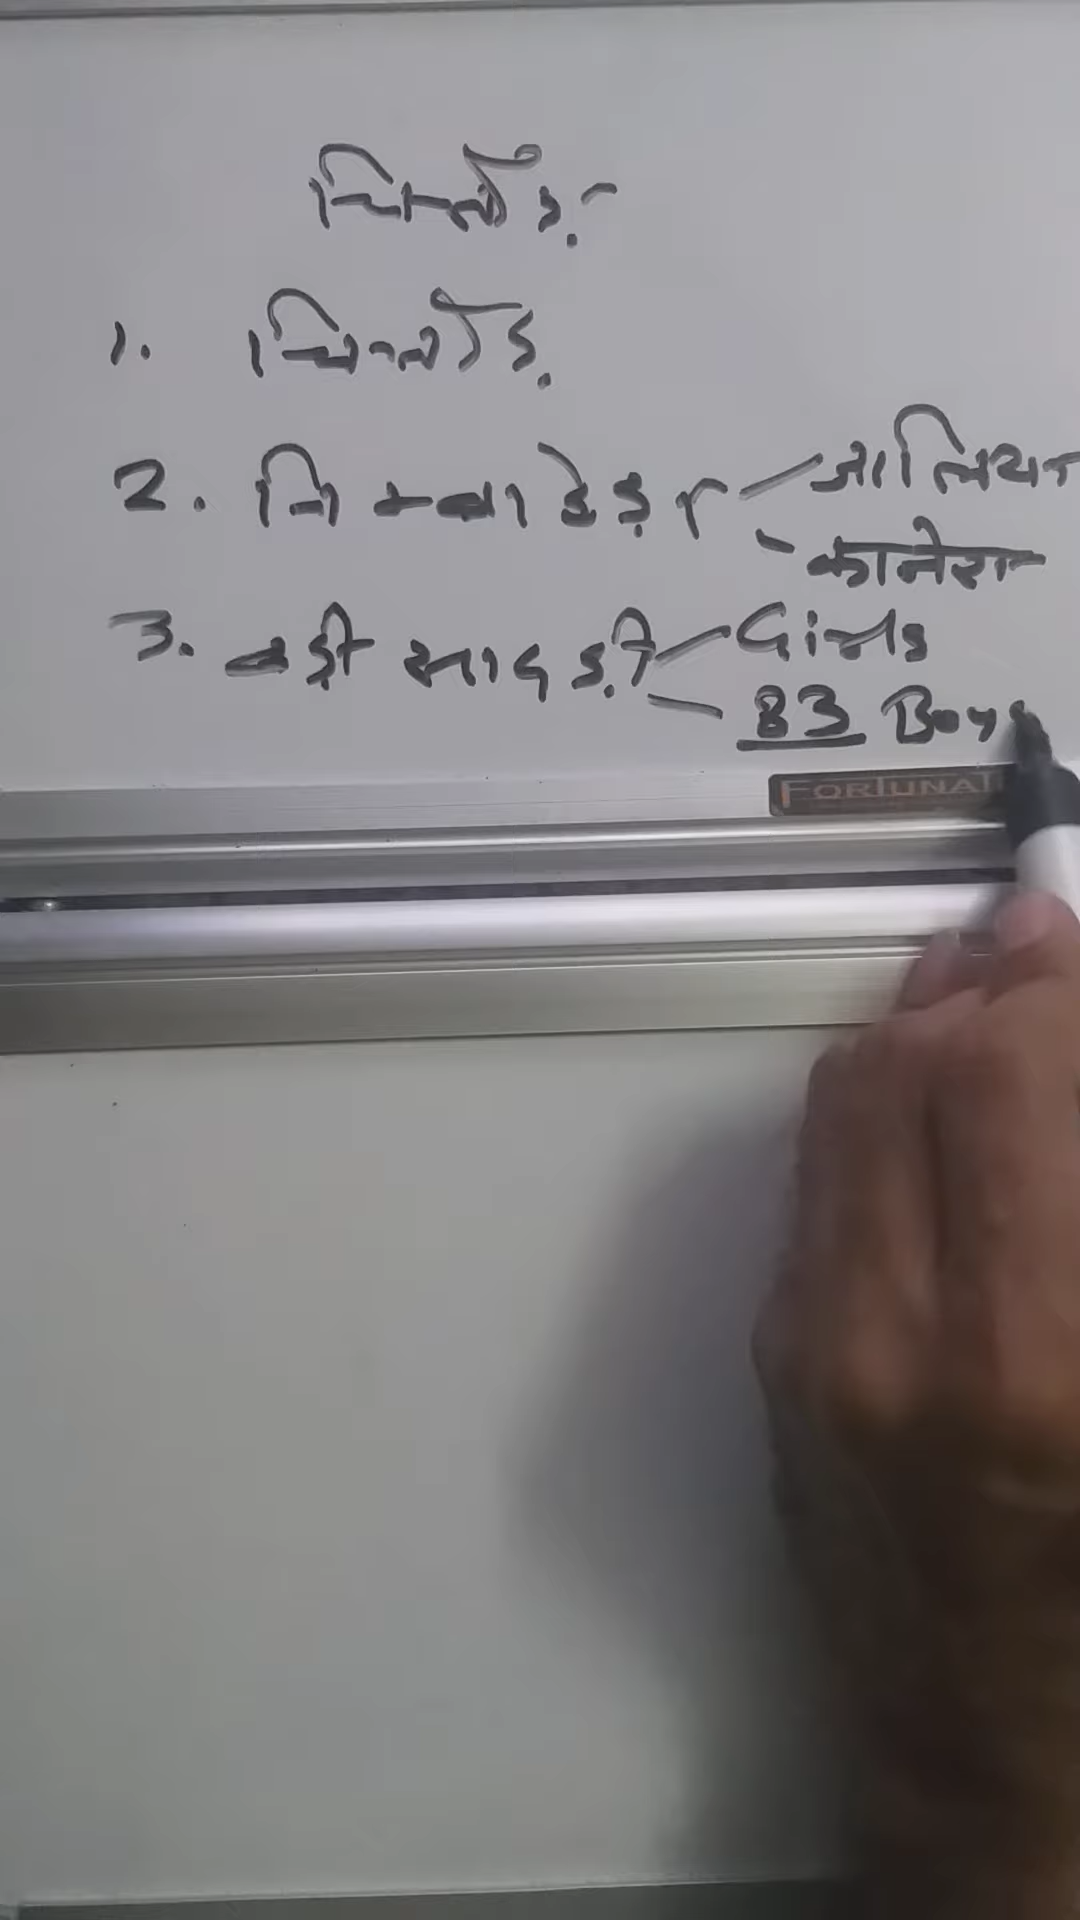 चित्तौड़:-
1. चित्तौड़.
2. निम्बाहेड़ा - जालिया
- कानेरा
3. बड़ी सादड़ी - Girls
- 83 Boys
FORTUNAT